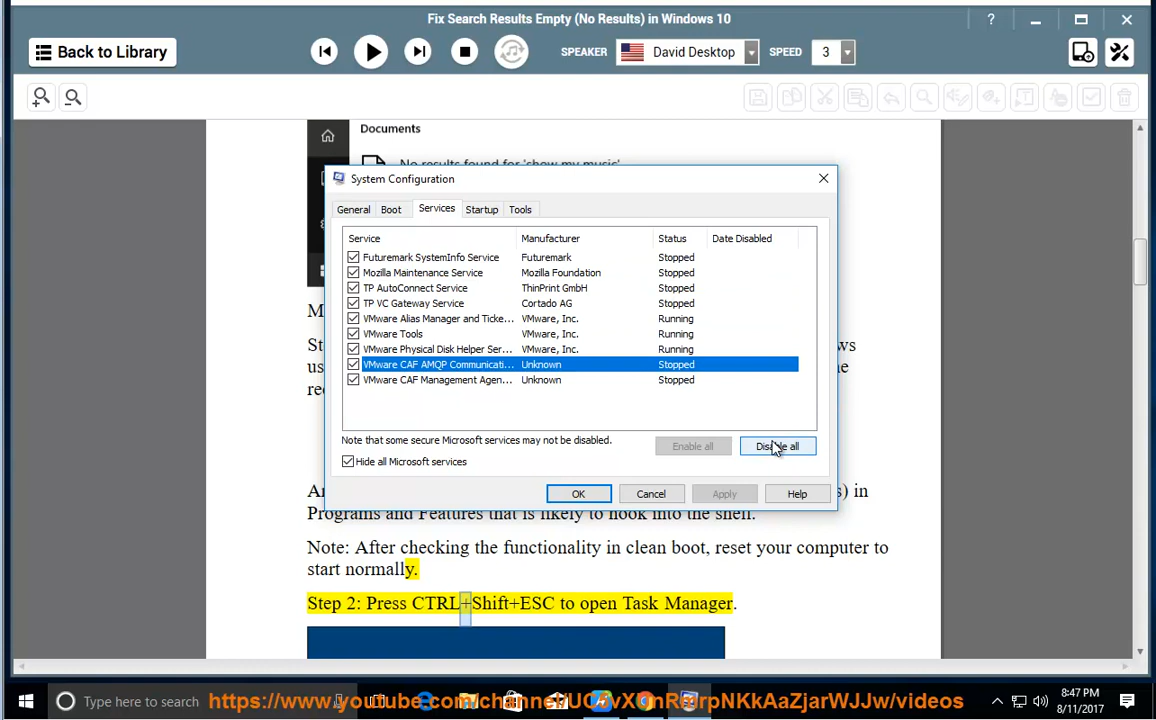 Fix Search Results Empty (No Results) in Windows 10
?
Back to Library
SPEAKER
David Desktop
SPEED
3
Documents
No results found for 'show my music'
System Configuration
General
Boot
Services
Startup
Tools
Service Manufacturer Status Date Disabled
Futuremark SystemInfo Service Futuremark Stopped
Mozilla Maintenance Service Mozilla Foundation Stopped
TP AutoConnect Service ThinPrint GmbH Stopped
TP VC Gateway Service Cortado AG Stopped
VMware Alias Manager and Ticke... VMware, Inc. Running
VMware Tools VMware, Inc. Running
VMware Physical Disk Helper Ser... VMware, Inc. Running
VMware CAF AMQP Communicati... Unknown Stopped
VMware CAF Management Agen... Unknown Stopped
Note that some secure Microsoft services may not be disabled.
Enable all
Disable all
Hide all Microsoft services
OK
Cancel
Apply
Help
s) in
Programs and Features that is likely to hook into the shell.
Note: After checking the functionality in clean boot, reset your computer to
start normally.
Step 2: Press CTRL+Shift+ESC to open Task Manager.
Type here to search
8:47 PM
8/11/2017